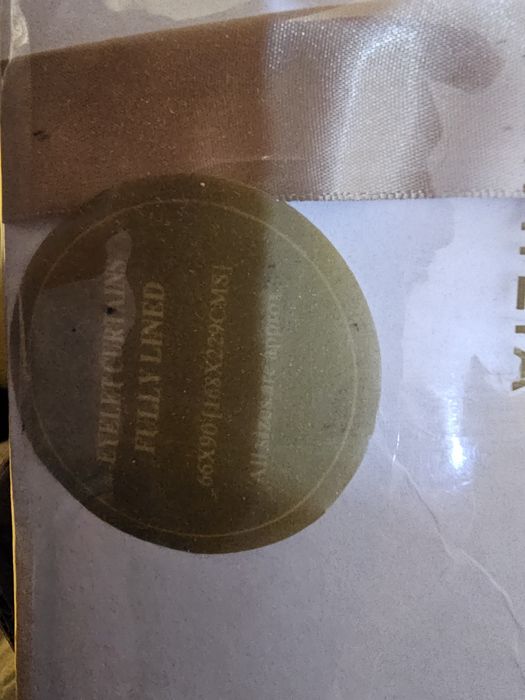 EYELET CURTAINS
FULLY LINED
66X90{168X229CMS}
All sizes are approx